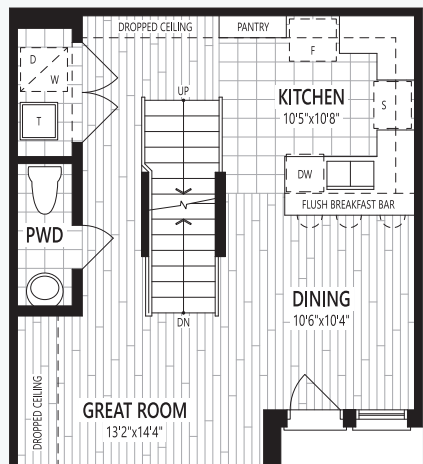 DROPPED CEILING
PANTRY
D
W
F
T
UP
KITCHEN
10'5"x10'8"
S
DW
FLUSH BREAKFAST BAR
PWD
DINING
10'6"x10'4"
DN
DROPPED CEILING
GREAT ROOM
13'2"x14'4"